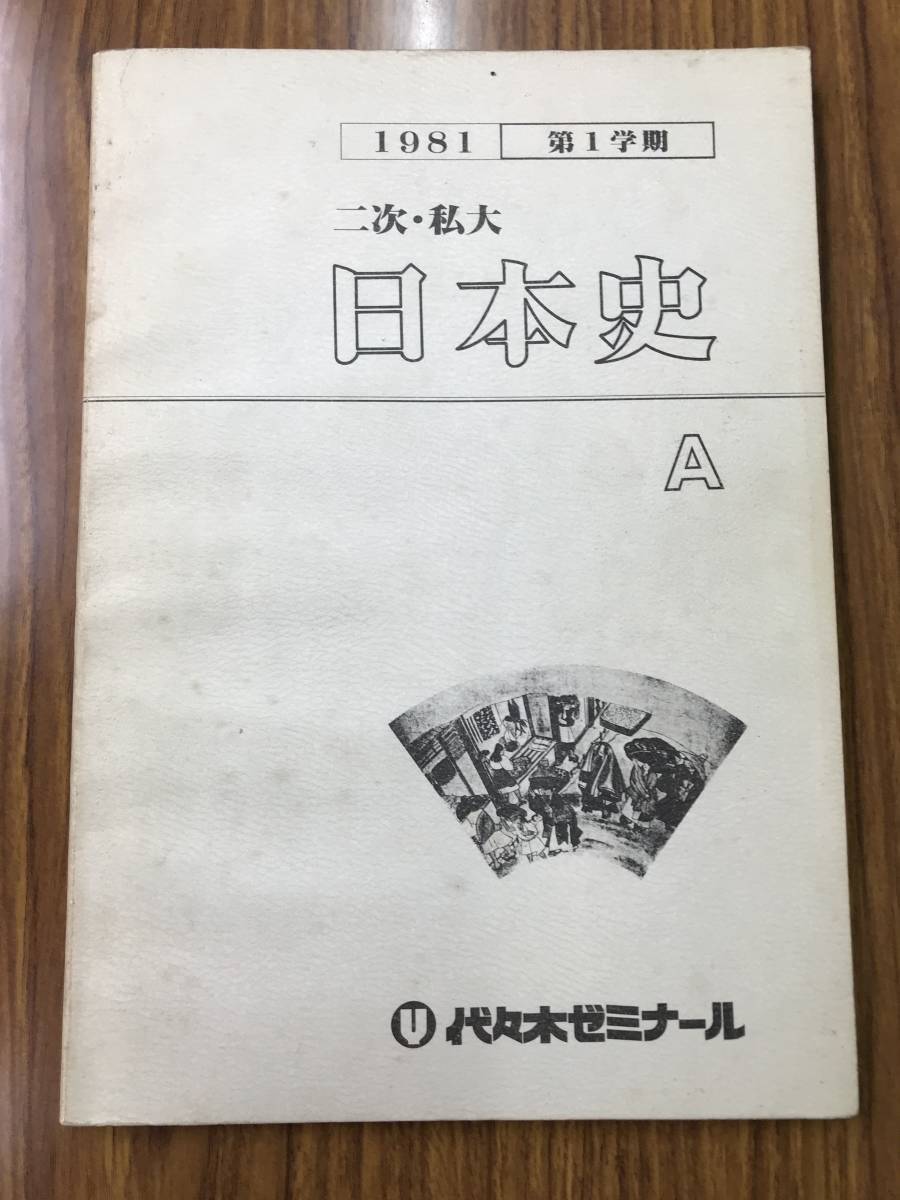 1981 第1学期
二次・私大
日本史
A
代々木ゼミナール